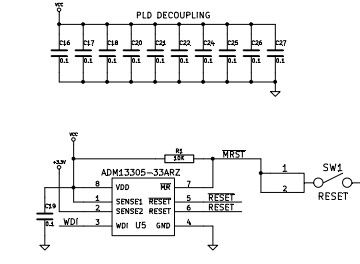 VCC
PLD DECOUPLING
C16 C17 C18 C20 C21 C22 C24 C25 C26 C27
0.1 0.1 0.1 0.1 0.1 0.1 0.1 0.1 0.1 0.1
VCC
R1
10K
MRST
+3.3V
ADM13305-33ARZ
SW1
1
2
RESET
8 VDD MR 7
C19
0.1
1 SENSE1 RESET 5 RESET
2 SENSE2 RESET 6 RESET
WDI 3 WDI U5 GND 4